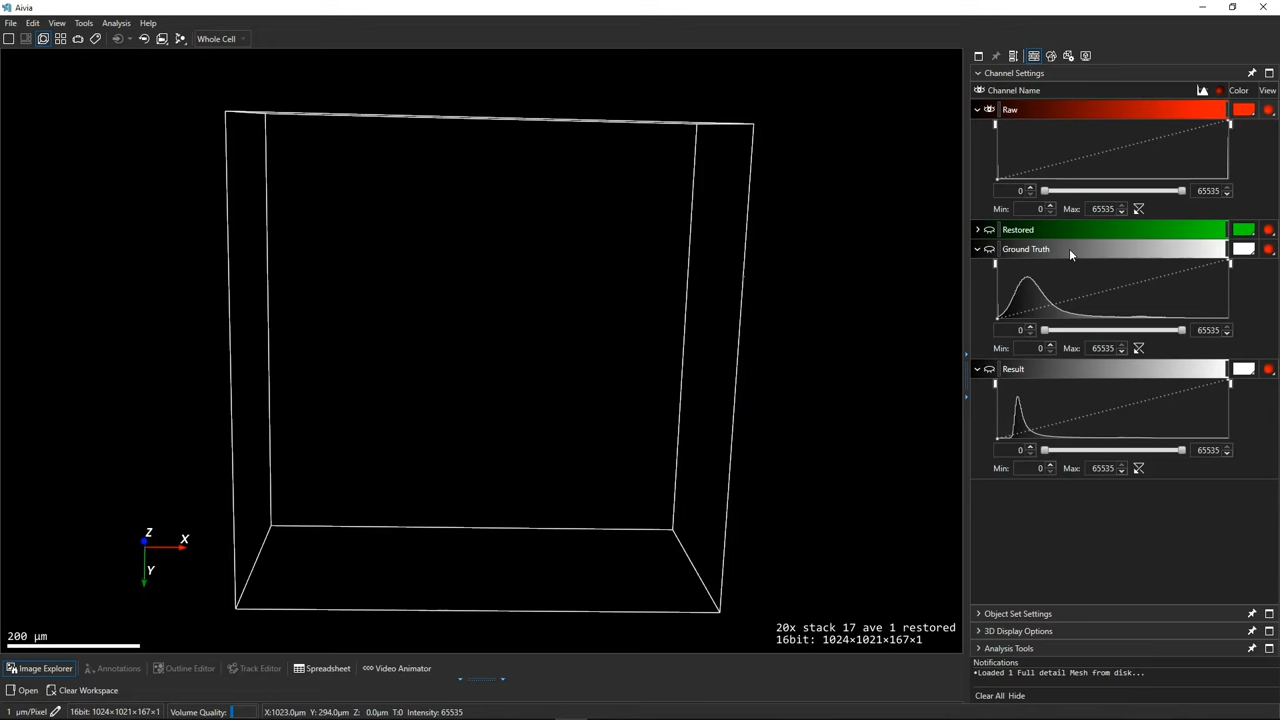 Aivia
File Edit View Tools Analysis Help
Whole Cell
Channel Settings
Channel Name Color View
Raw
0 65535
Min: 0 Max: 65535
Restored
Ground Truth
0 65535
Min: 0 Max: 65535
Result
0 65535
Min: 0 Max: 65535
Z
X
Y
200 µm
20x stack 17 ave 1 restored
16bit: 1024×1021×167×1
Object Set Settings
3D Display Options
Analysis Tools
Notifications
•Loaded 1 Full detail Mesh from disk...
Clear All Hide
Image Explorer Annotations Outline Editor Track Editor Spreadsheet Video Animator
Open Clear Workspace
1 µm/Pixel 16bit: 1024×1021×167×1 Volume Quality: X:1023.0µm Y: 294.0µm Z: 0.0µm T:0 Intensity: 65535